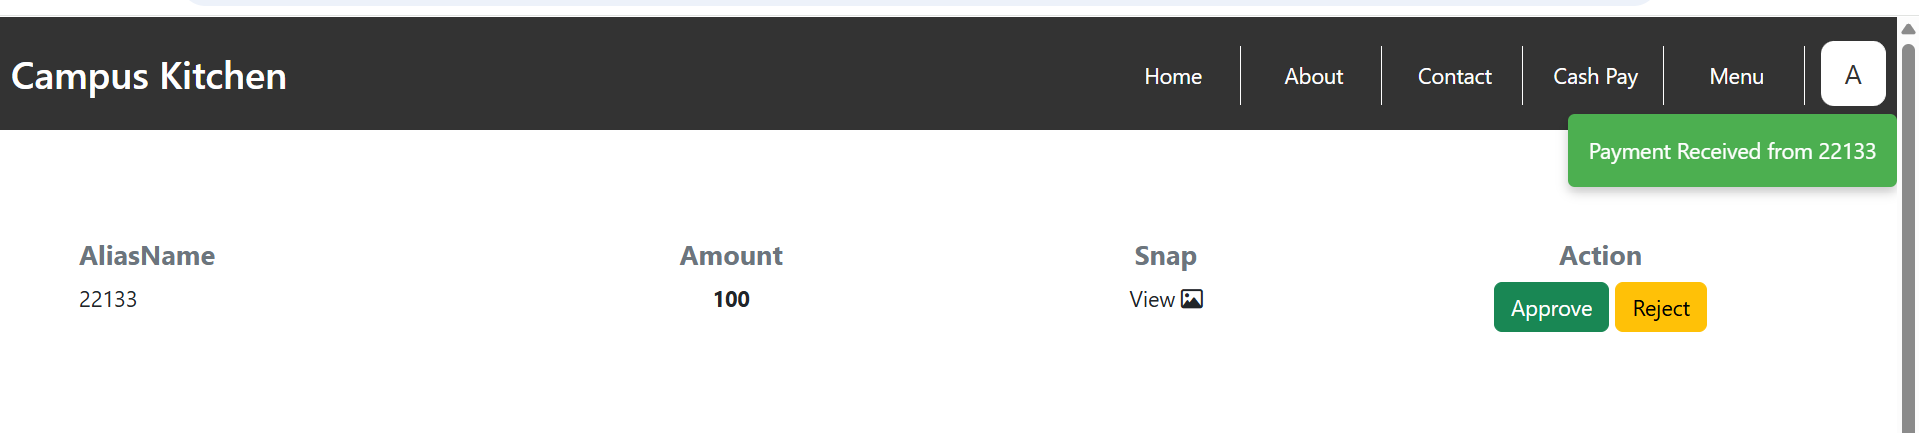 Campus Kitchen
Home About Contact Cash Pay Menu A
Payment Received from 22133
AliasName Amount Snap Action
22133 100 View Approve Reject